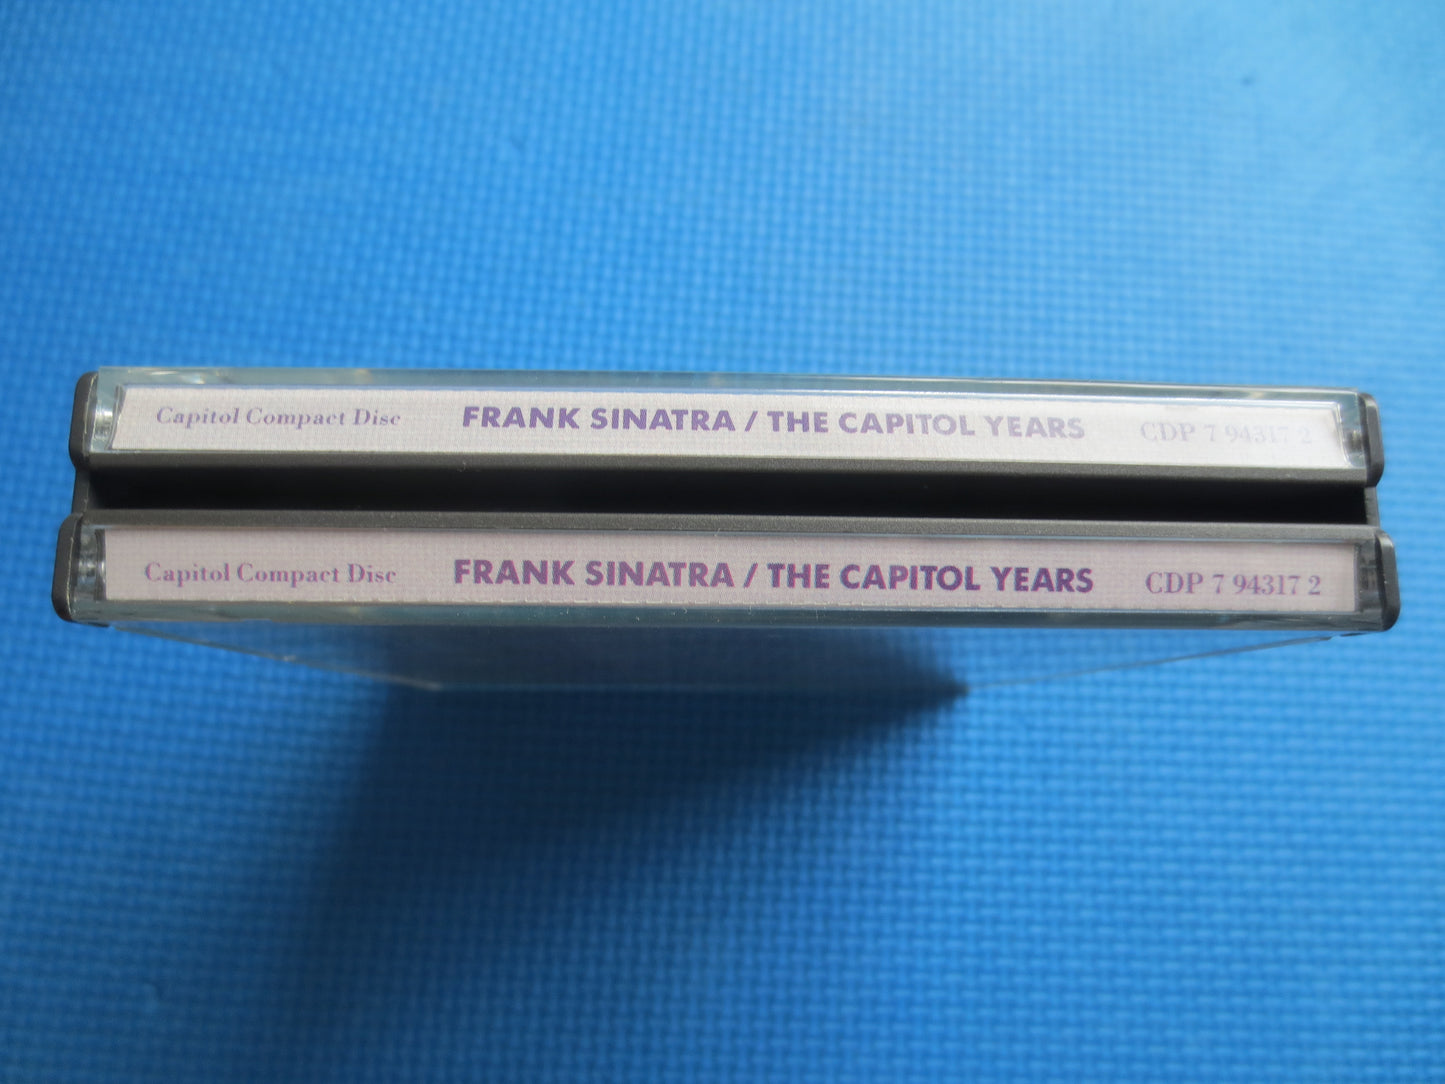 Capitol Compact Disc FRANK SINATRA / THE CAPITOL YEARS CDP 7 94317 2
Capitol Compact Disc FRANK SINATRA / THE CAPITOL YEARS CDP 7 94317 2